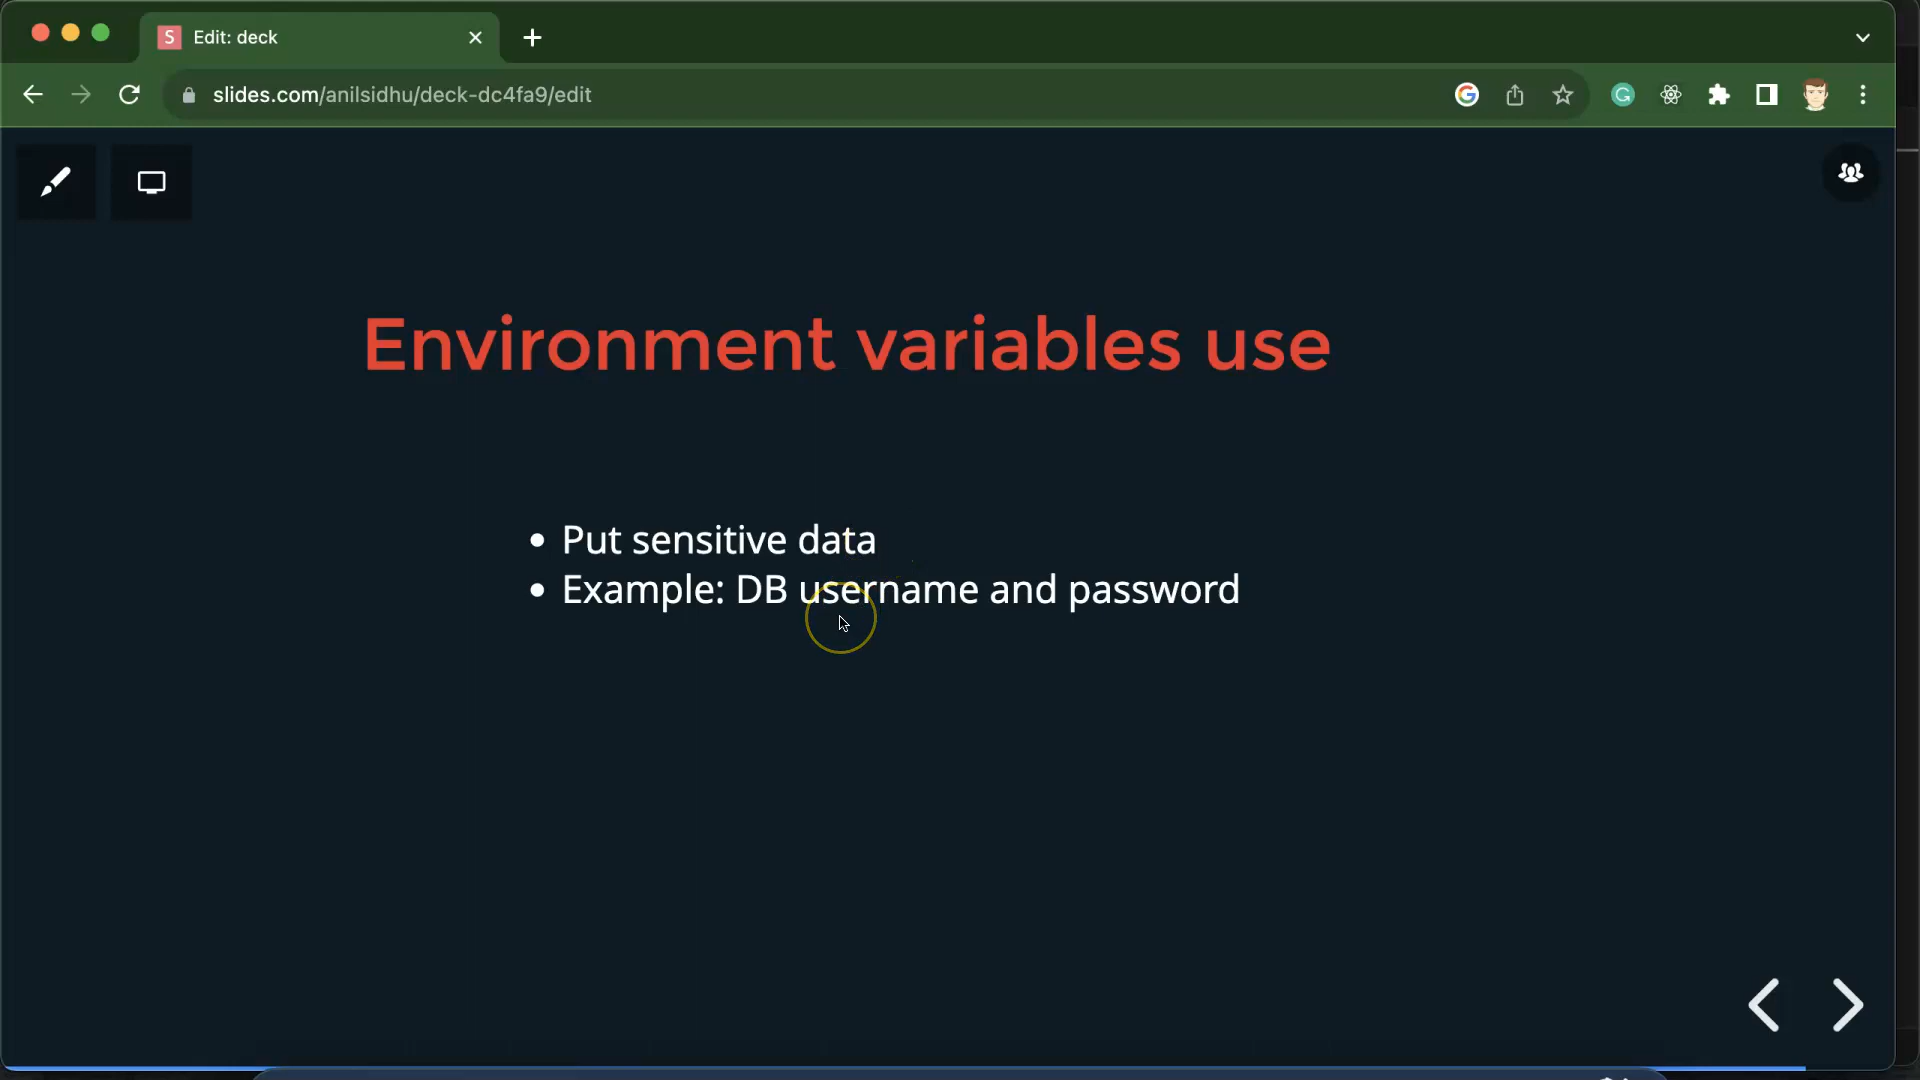 S Edit: deck
slides.com/anilsidhu/deck-dc4fa9/edit
Environment variables use
• Put sensitive data
• Example: DB username and password